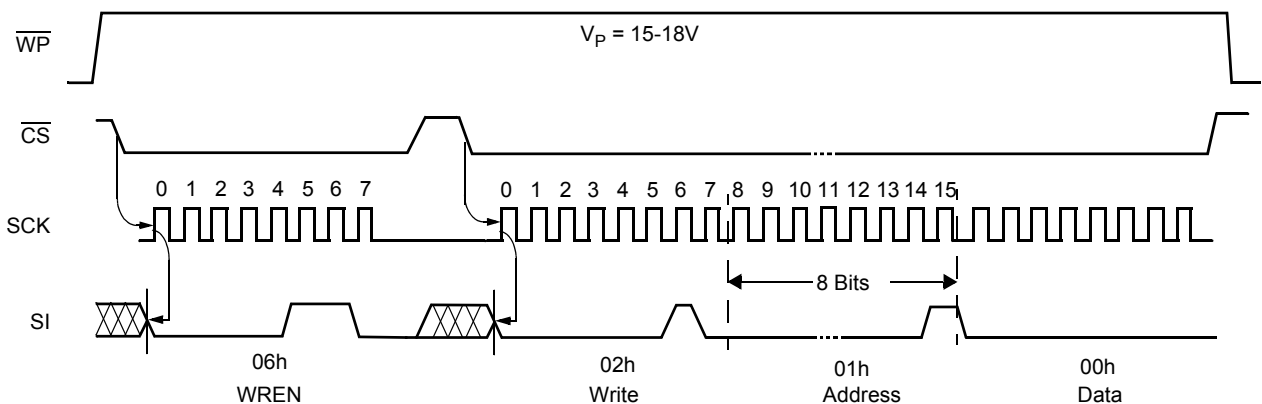 WP
V_P = 15-18V
CS
0 1 2 3 4 5 6 7
0 1 2 3 4 5 6 7 8 9 10 11 12 13 14 15
SCK
8 Bits
SI
06h
02h
01h
00h
WREN
Write
Address
Data